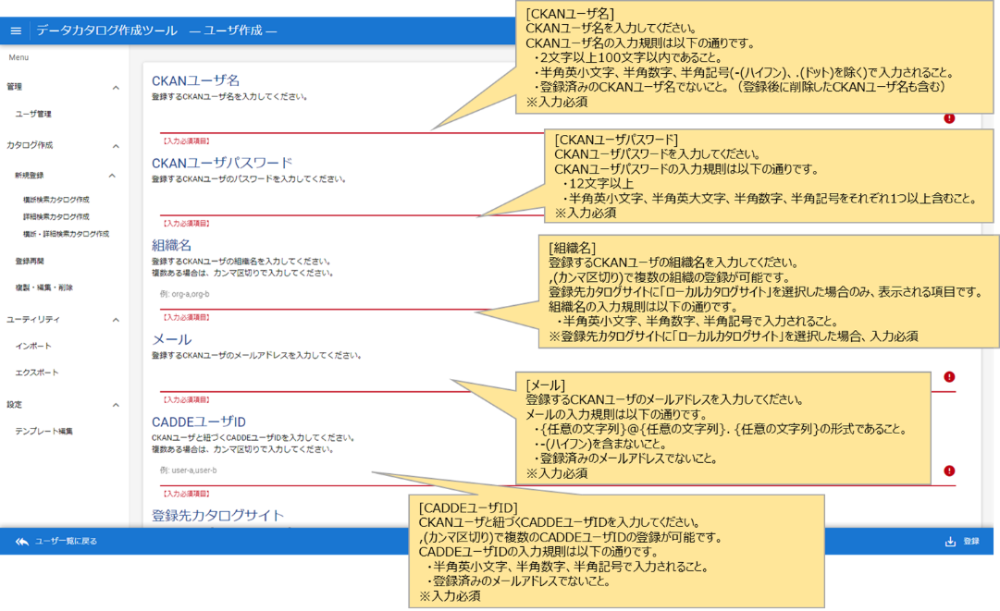 データカタログ作成ツール ― ユーザ作成 ―
Menu
管理
ユーザ管理
カタログ作成
新規登録
横断検索カタログ作成
詳細検索カタログ作成
横断・詳細検索カタログ作成
登録再開
複製・編集・削除
ユーティリティ
インポート
エクスポート
設定
テンプレート編集
CKANユーザ名
登録するCKANユーザ名を入力してください。
【入力必須項目】
CKANユーザパスワード
登録するCKANユーザのパスワードを入力してください。
【入力必須項目】
組織名
登録するCKANユーザの組織名を入力してください。
複数ある場合は、カンマ区切りで入力してください。
例: org-a,org-b
【入力必須項目】
メール
登録するCKANユーザのメールアドレスを入力してください。
【入力必須項目】
CADDEユーザID
CKANユーザと紐づくCADDEユーザIDを入力してください。
複数ある場合は、カンマ区切りで入力してください。
例: user-a,user-b
【入力必須項目】
登録先カタログサイト
ユーザ一覧に戻る
登録
[CKANユーザ名]
CKANユーザ名を入力してください。
CKANユーザ名の入力規則は以下の通りです。
・2文字以上100文字以内であること。
・半角英小文字、半角数字、半角記号(-(ハイフン)、.(ドット)を除く)で入力されること。
・登録済みのCKANユーザ名でないこと。（登録後に削除したCKANユーザ名も含む）
※入力必須
[CKANユーザパスワード]
CKANユーザパスワードを入力してください。
CKANユーザパスワードの入力規則は以下の通りです。
・12文字以上
・半角英小文字、半角英大文字、半角数字、半角記号をそれぞれ1つ以上含むこと。
※入力必須
[組織名]
登録するCKANユーザの組織名を入力してください。
,(カンマ区切り)で複数の組織の登録が可能です。
登録先カタログサイトに「ローカルカタログサイト」を選択した場合のみ、表示される項目です。
組織名の入力規則は以下の通りです。
・半角英小文字、半角数字、半角記号で入力されること。
※登録先カタログサイトに「ローカルカタログサイト」を選択した場合、入力必須
[メール]
登録するCKANユーザのメールアドレスを入力してください。
メールの入力規則は以下の通りです。
・{任意の文字列}@{任意の文字列}. {任意の文字列}の形式であること。
・-(ハイフン)を含まないこと。
・登録済みのメールアドレスでないこと。
※入力必須
[CADDEユーザID]
CKANユーザと紐づくCADDEユーザIDを入力してください。
,(カンマ区切り)で複数のCADDEユーザIDの登録が可能です。
CADDEユーザIDの入力規則は以下の通りです。
・半角英小文字、半角数字、半角記号で入力されること。
・登録済みのメールアドレスでないこと。
※入力必須